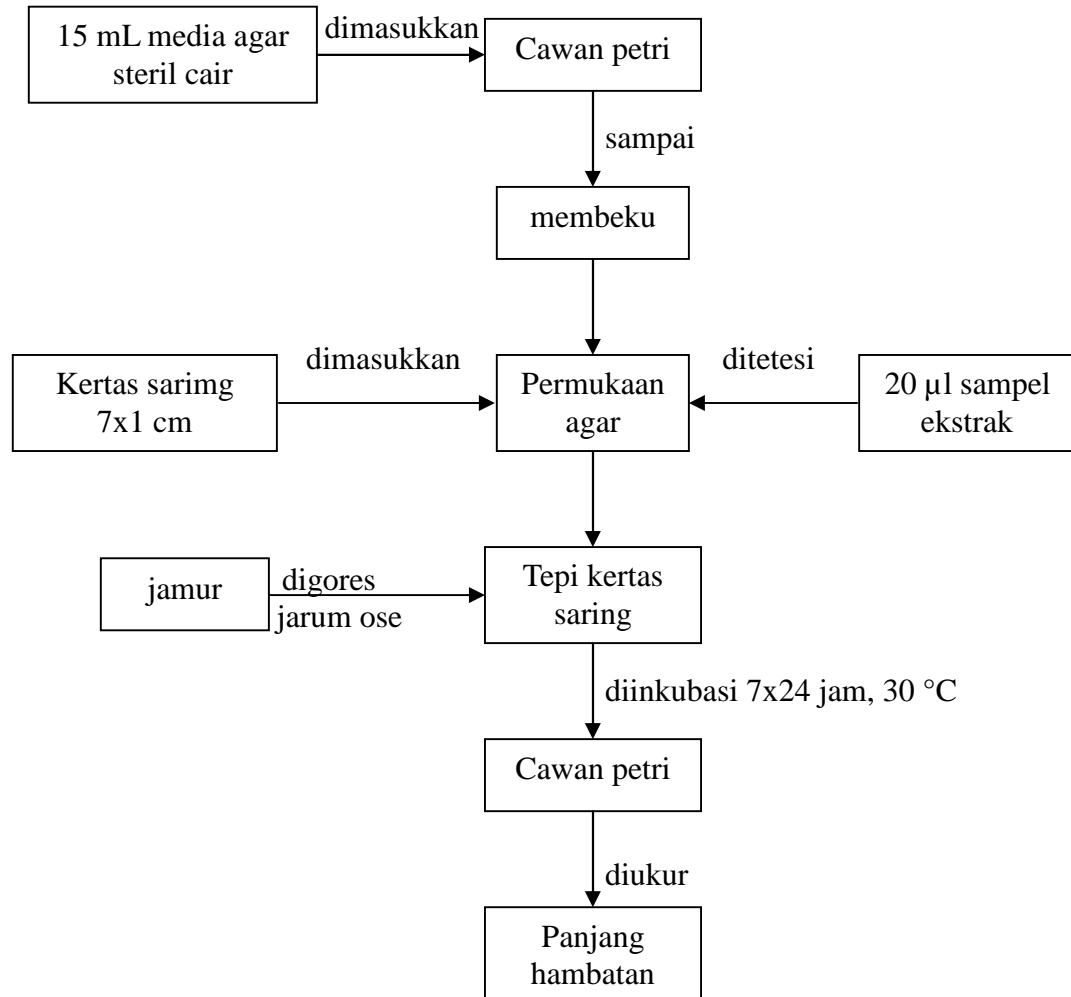 15 mL media agar
steril cair
dimasukkan
Cawan petri
sampai
membeku
Kertas sarimg
7x1 cm
dimasukkan
Permukaan
agar
ditetesi
20 µl sampel
ekstrak
jamur
digores
jarum ose
Tepi kertas
saring
diinkubasi 7x24 jam, 30 °C
Cawan petri
diukur
Panjang
hambatan